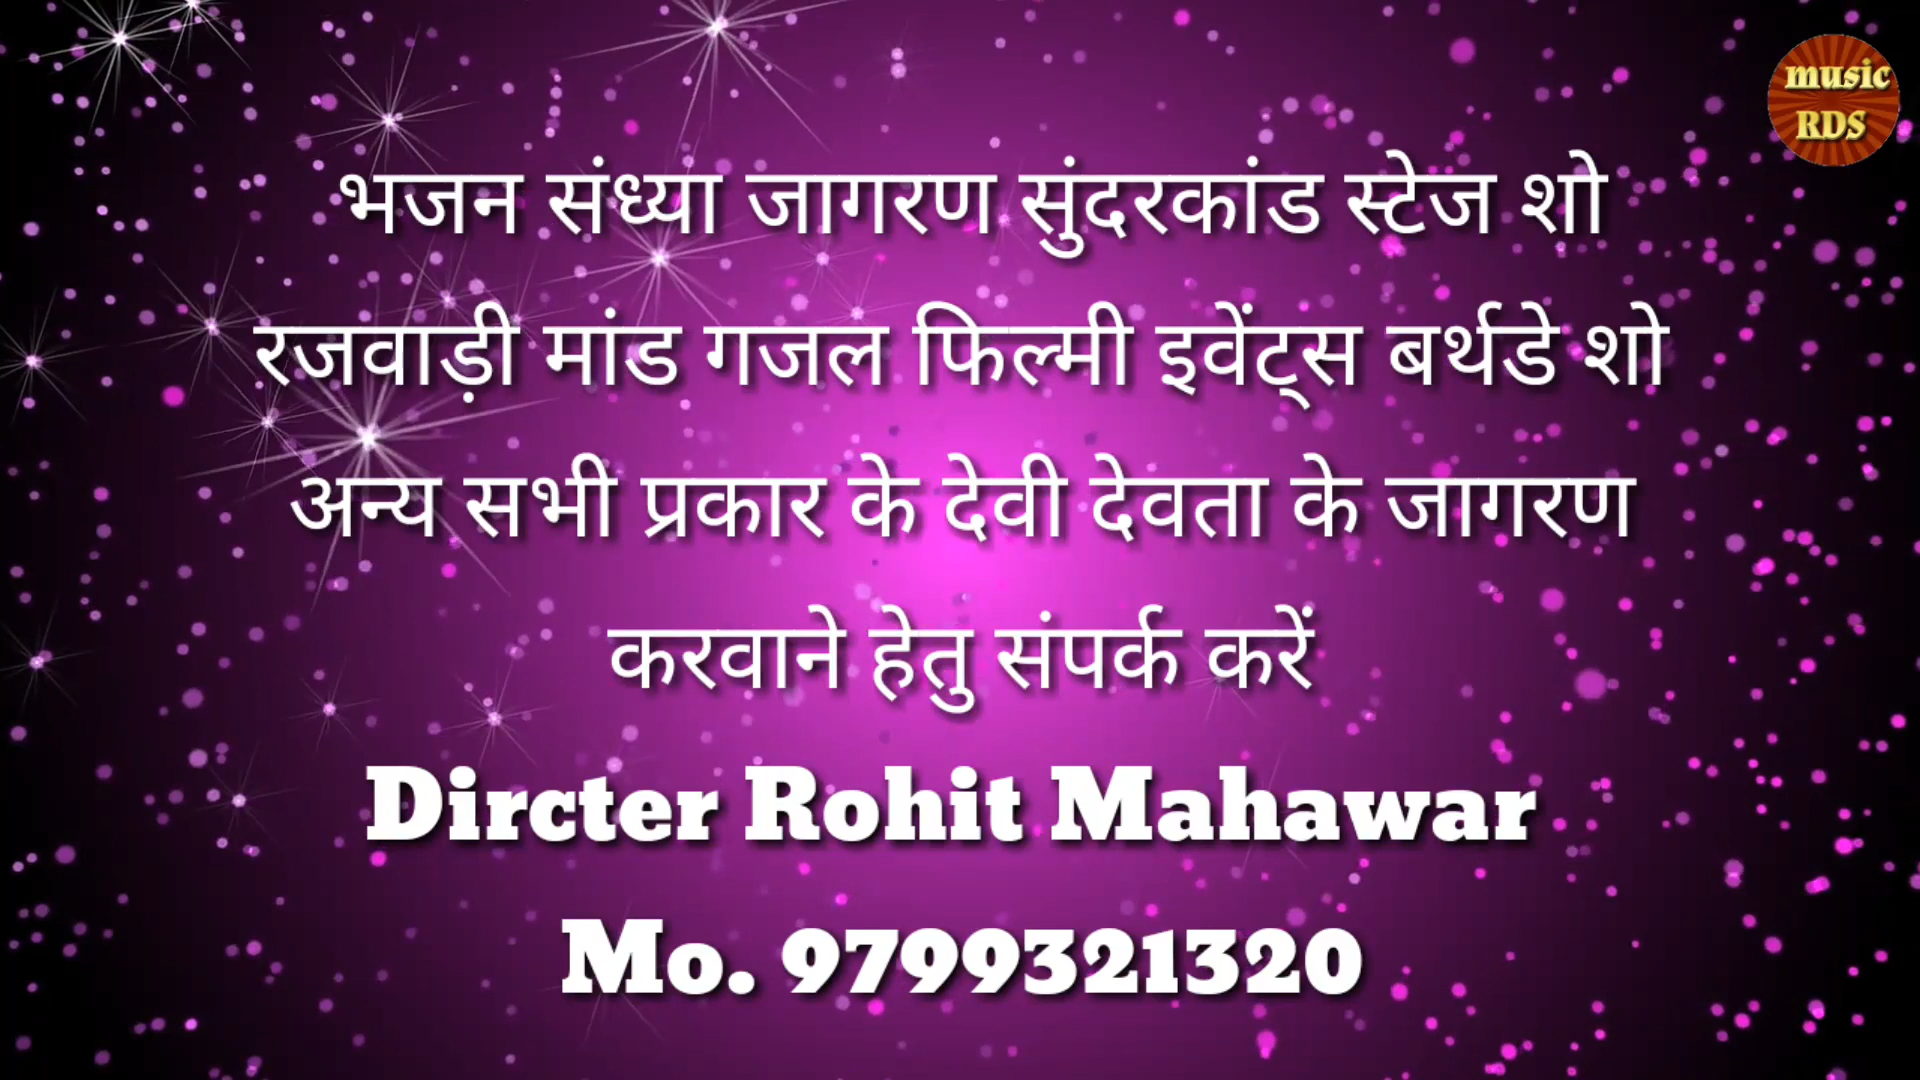 music
RDS
भजन संध्या जागरण सुंदरकांड स्टेज शो
रजवाड़ी मांड गजल फिल्मी इवेंट्स बर्थडे शो
अन्य सभी प्रकार के देवी देवता के जागरण
करवाने हेतु संपर्क करें
Dircter Rohit Mahawar
Mo. 9799321320